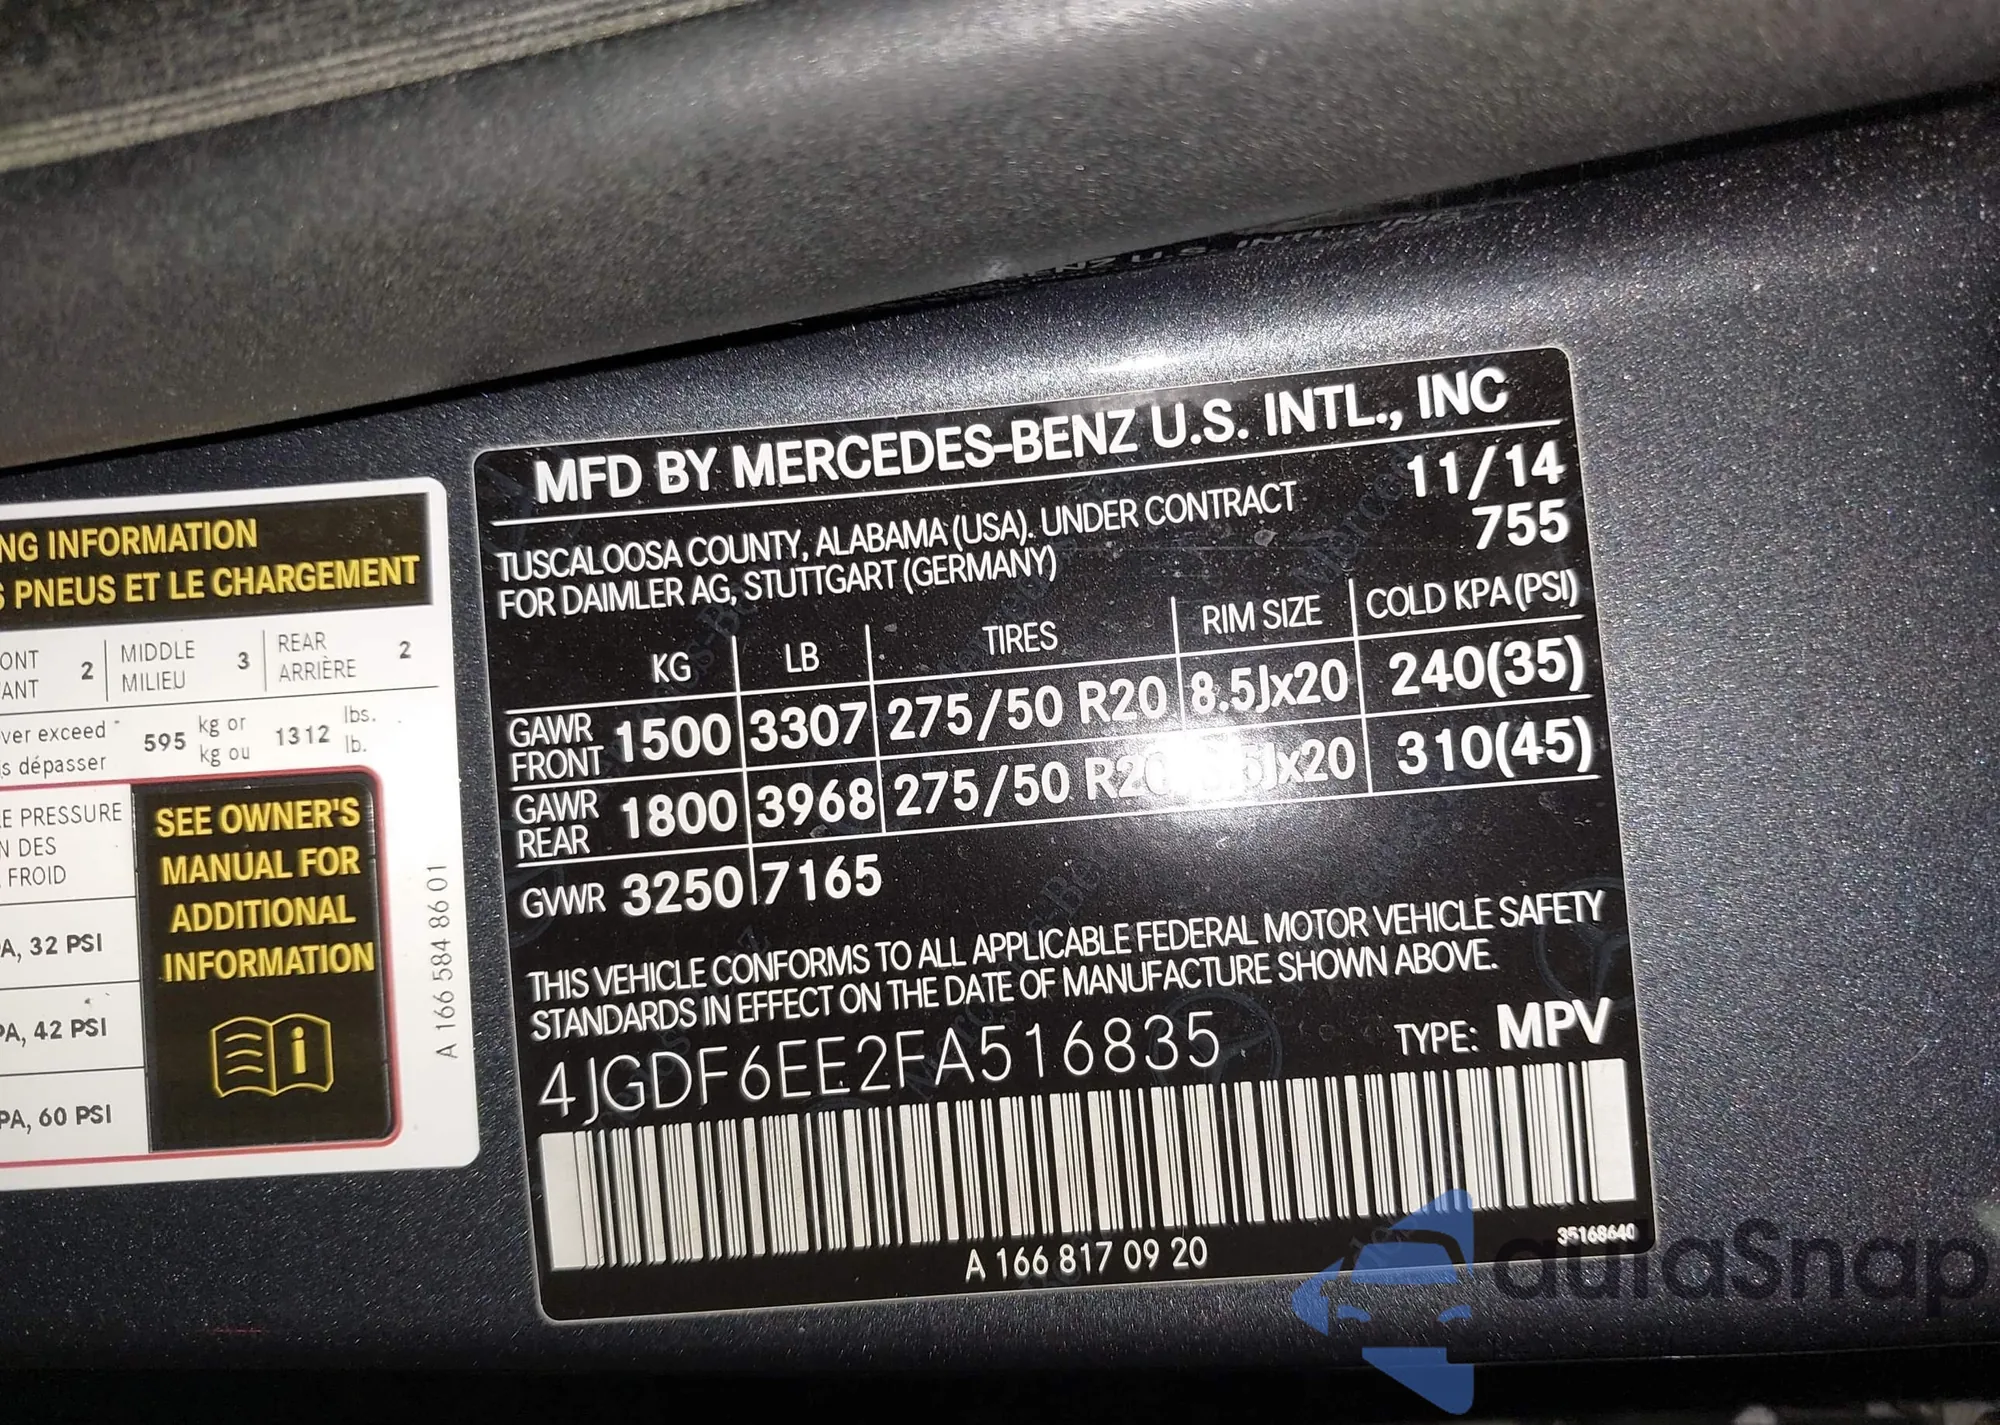 NG INFORMATION
S PNEUS ET LE CHARGEMENT
ONT
ANT
2
MIDDLE
MILIEU
3
REAR
ARRIÈRE
2
ver exceed
s dépasser
595
kg or
kg ou
1312
lbs.
lb.
E PRESSURE
N DES
FROID
A, 32 PSI
PA, 42 PSI
PA, 60 PSI
SEE OWNER'S
MANUAL FOR
ADDITIONAL
INFORMATION
A 166 584 86 01
MFD BY MERCEDES-BENZ U.S. INTL., INC
TUSCALOOSA COUNTY, ALABAMA (USA). UNDER CONTRACT
FOR DAIMLER AG, STUTTGART (GERMANY)
11/14
755
KG LB TIRES RIM SIZE COLD KPA (PSI)
GAWR FRONT 1500 3307 275/50 R20 8.5Jx20 240(35)
GAWR REAR 1800 3968 275/50 5Jx20 310(45)
GVWR 3250 7165
THIS VEHICLE CONFORMS TO ALL APPLICABLE FEDERAL MOTOR VEHICLE SAFETY
STANDARDS IN EFFECT ON THE DATE OF MANUFACTURE SHOWN ABOVE.
4JGDF6EE2FA516835
TYPE: MPV
A 166 817 09 20
35168640
autaSnap